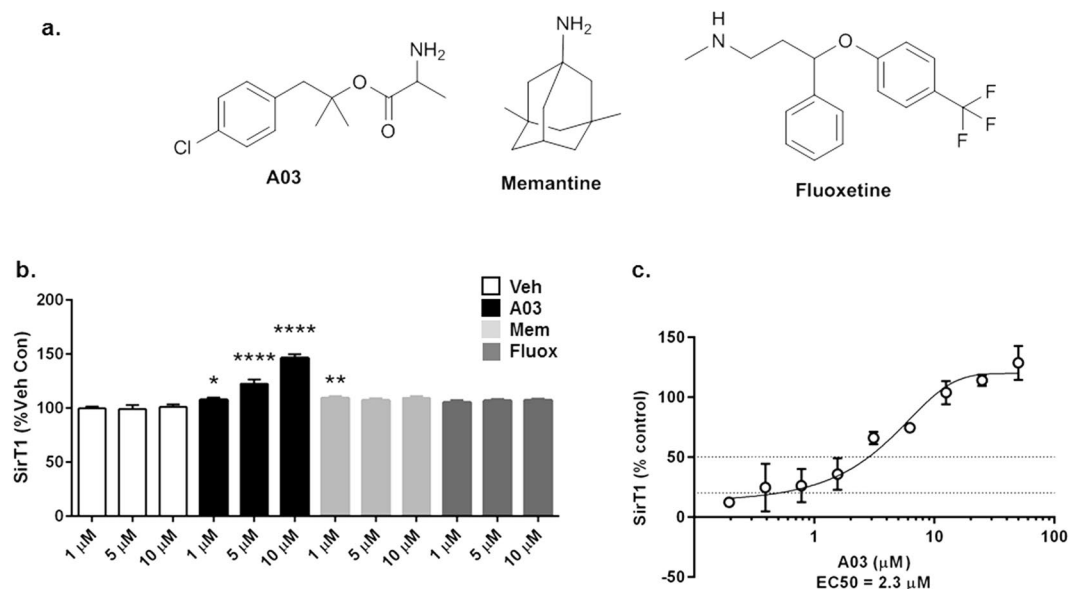 a.
NH₂
O
O
Cl
A03
NH₂
Memantine
H
N
O
F
F
F
Fluoxetine
b.
Veh
A03
Mem
Fluox
SirT1 (%Veh Con)
200
150
100
50
0
*
****
****
**
1 µM
5 µM
10 µM
1 µM
5 µM
10 µM
1 µM
5 µM
10 µM
1 µM
5 µM
10 µM
c.
SirT1 (% control)
150
100
50
0
-50
1
10
100
A03 (µM)
EC50 = 2.3 µM